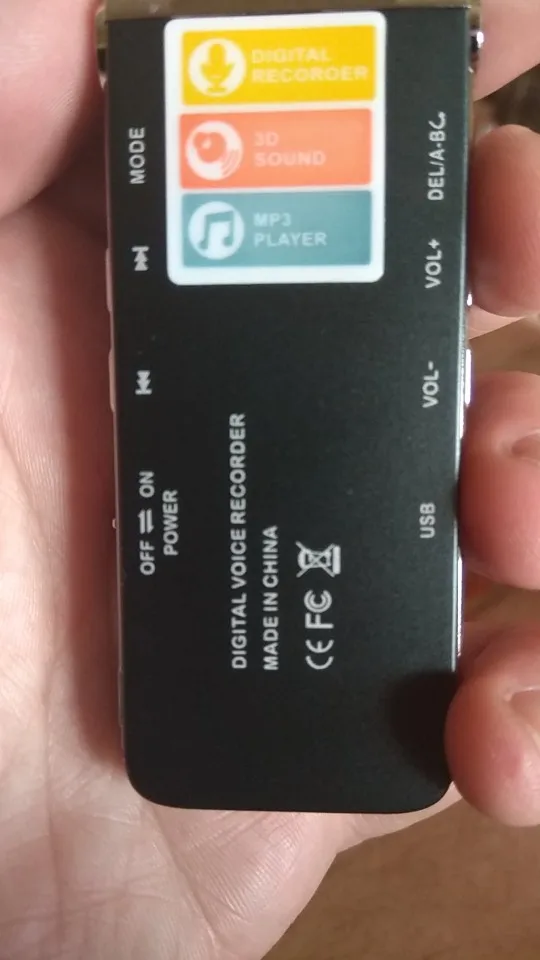 DIGITAL
RECORDER
3D
SOUND
MP3
PLAYER
MODE
OFF ⇌ ON
POWER
DIGITAL VOICE RECORDER
MADE IN CHINA
CE FC
DEL/A-B
VOL+
VOL-
USB